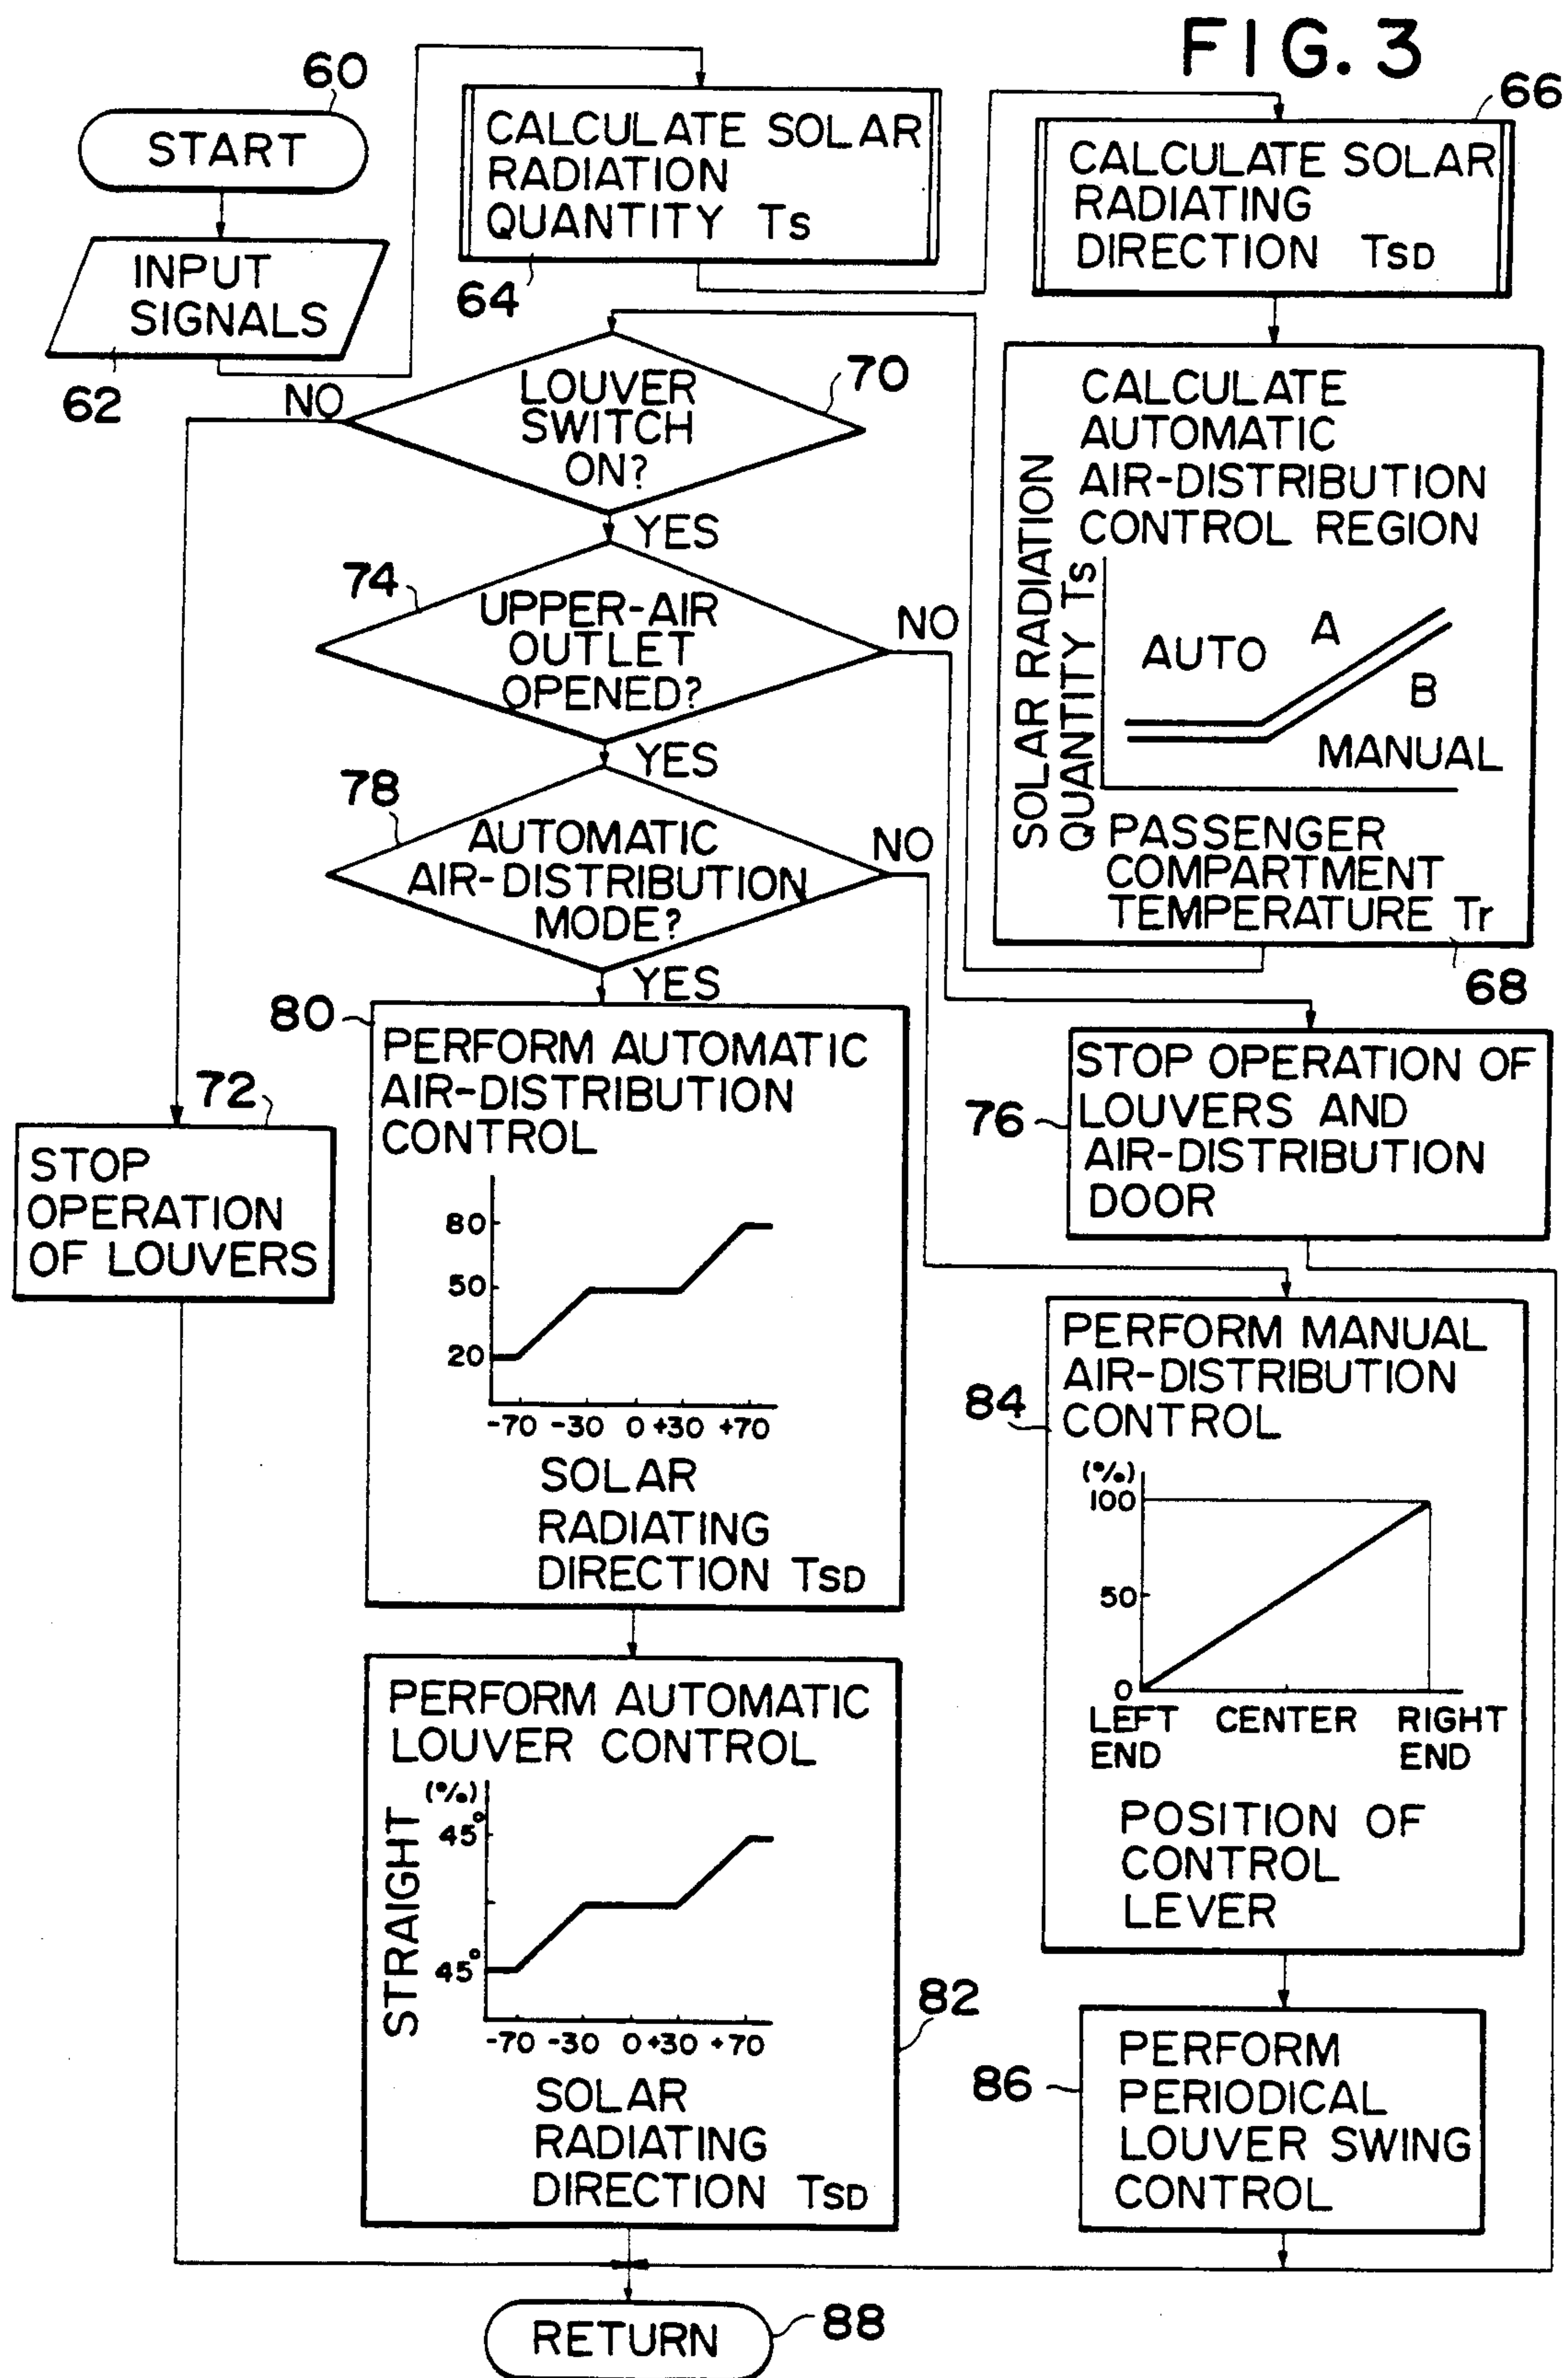 FIG. 3
60
START
INPUT
SIGNALS
62
CALCULATE SOLAR
RADIATION
QUANTITY Ts
64
66
CALCULATE SOLAR
RADIATING
DIRECTION TSD
CALCULATE
AUTOMATIC
AIR-DISTRIBUTION
CONTROL REGION
SOLAR RADIATION
QUANTITY Ts
AUTO
A
B
MANUAL
PASSENGER
COMPARTMENT
TEMPERATURE Tr
68
LOUVER
SWITCH
ON?
70
NO
YES
74
UPPER-AIR
OUTLET
OPENED?
NO
YES
78
AUTOMATIC
AIR-DISTRIBUTION
MODE?
NO
YES
72
STOP
OPERATION
OF LOUVERS
76
STOP OPERATION OF
LOUVERS AND
AIR-DISTRIBUTION
DOOR
80
PERFORM AUTOMATIC
AIR-DISTRIBUTION
CONTROL
80
50
20
-70 -30 0 +30 +70
SOLAR
RADIATING
DIRECTION TSD
PERFORM AUTOMATIC
LOUVER CONTROL
(%)
STRAIGHT
45°
45°
-70 -30 0 +30 +70
SOLAR
RADIATING
DIRECTION TSD
82
84
PERFORM MANUAL
AIR-DISTRIBUTION
CONTROL
(%)
100
50
0
LEFT CENTER RIGHT
END END
POSITION OF
CONTROL
LEVER
86
PERFORM
PERIODICAL
LOUVER SWING
CONTROL
RETURN
88